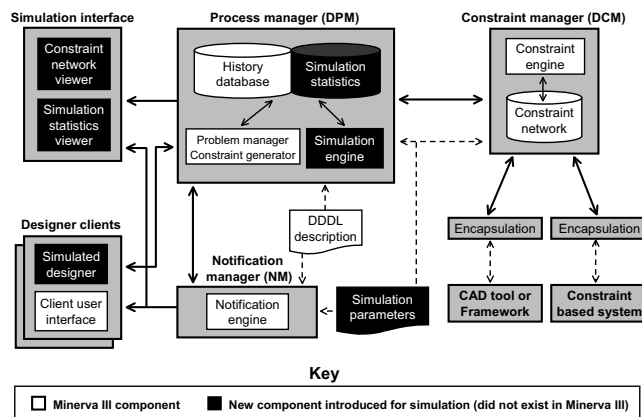 Simulation interface
Process manager (DPM)
Constraint manager (DCM)
Constraint
network
viewer
Simulation
statistics
viewer
History
database
Simulation
statistics
Problem manager
Constraint generator
Simulation
engine
Constraint
engine
Constraint
network
DDDL
description
Designer clients
Simulated
designer
Client user
interface
Notification
manager (NM)
Notification
engine
Simulation
parameters
Encapsulation
Encapsulation
CAD tool or
Framework
Constraint
based system
Key
Minerva III component
New component introduced for simulation (did not exist in Minerva III)